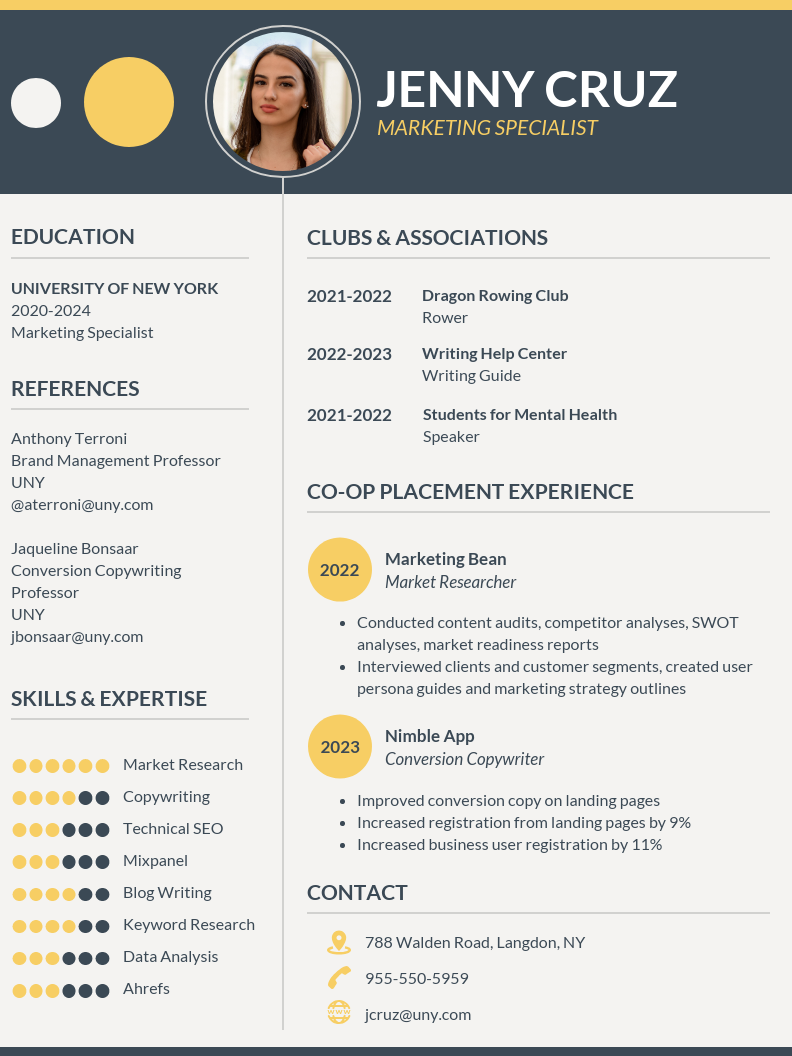 JENNY CRUZ
MARKETING SPECIALIST
EDUCATION
UNIVERSITY OF NEW YORK
2020-2024
Marketing Specialist
REFERENCES
Anthony Terroni
Brand Management Professor
UNY
@aterroni@uny.com
Jaqueline Bonsaar
Conversion Copywriting
Professor
UNY
jbonsaar@uny.com
SKILLS & EXPERTISE
Market Research
Copywriting
Technical SEO
Mixpanel
Blog Writing
Keyword Research
Data Analysis
Ahrefs
CLUBS & ASSOCIATIONS
2021-2022 Dragon Rowing Club
Rower
2022-2023 Writing Help Center
Writing Guide
2021-2022 Students for Mental Health
Speaker
CO-OP PLACEMENT EXPERIENCE
2022
Marketing Bean
Market Researcher
• Conducted content audits, competitor analyses, SWOT
analyses, market readiness reports
• Interviewed clients and customer segments, created user
persona guides and marketing strategy outlines
2023
Nimble App
Conversion Copywriter
• Improved conversion copy on landing pages
• Increased registration from landing pages by 9%
• Increased business user registration by 11%
CONTACT
788 Walden Road, Langdon, NY
955-550-5959
WWW
jcruz@uny.com